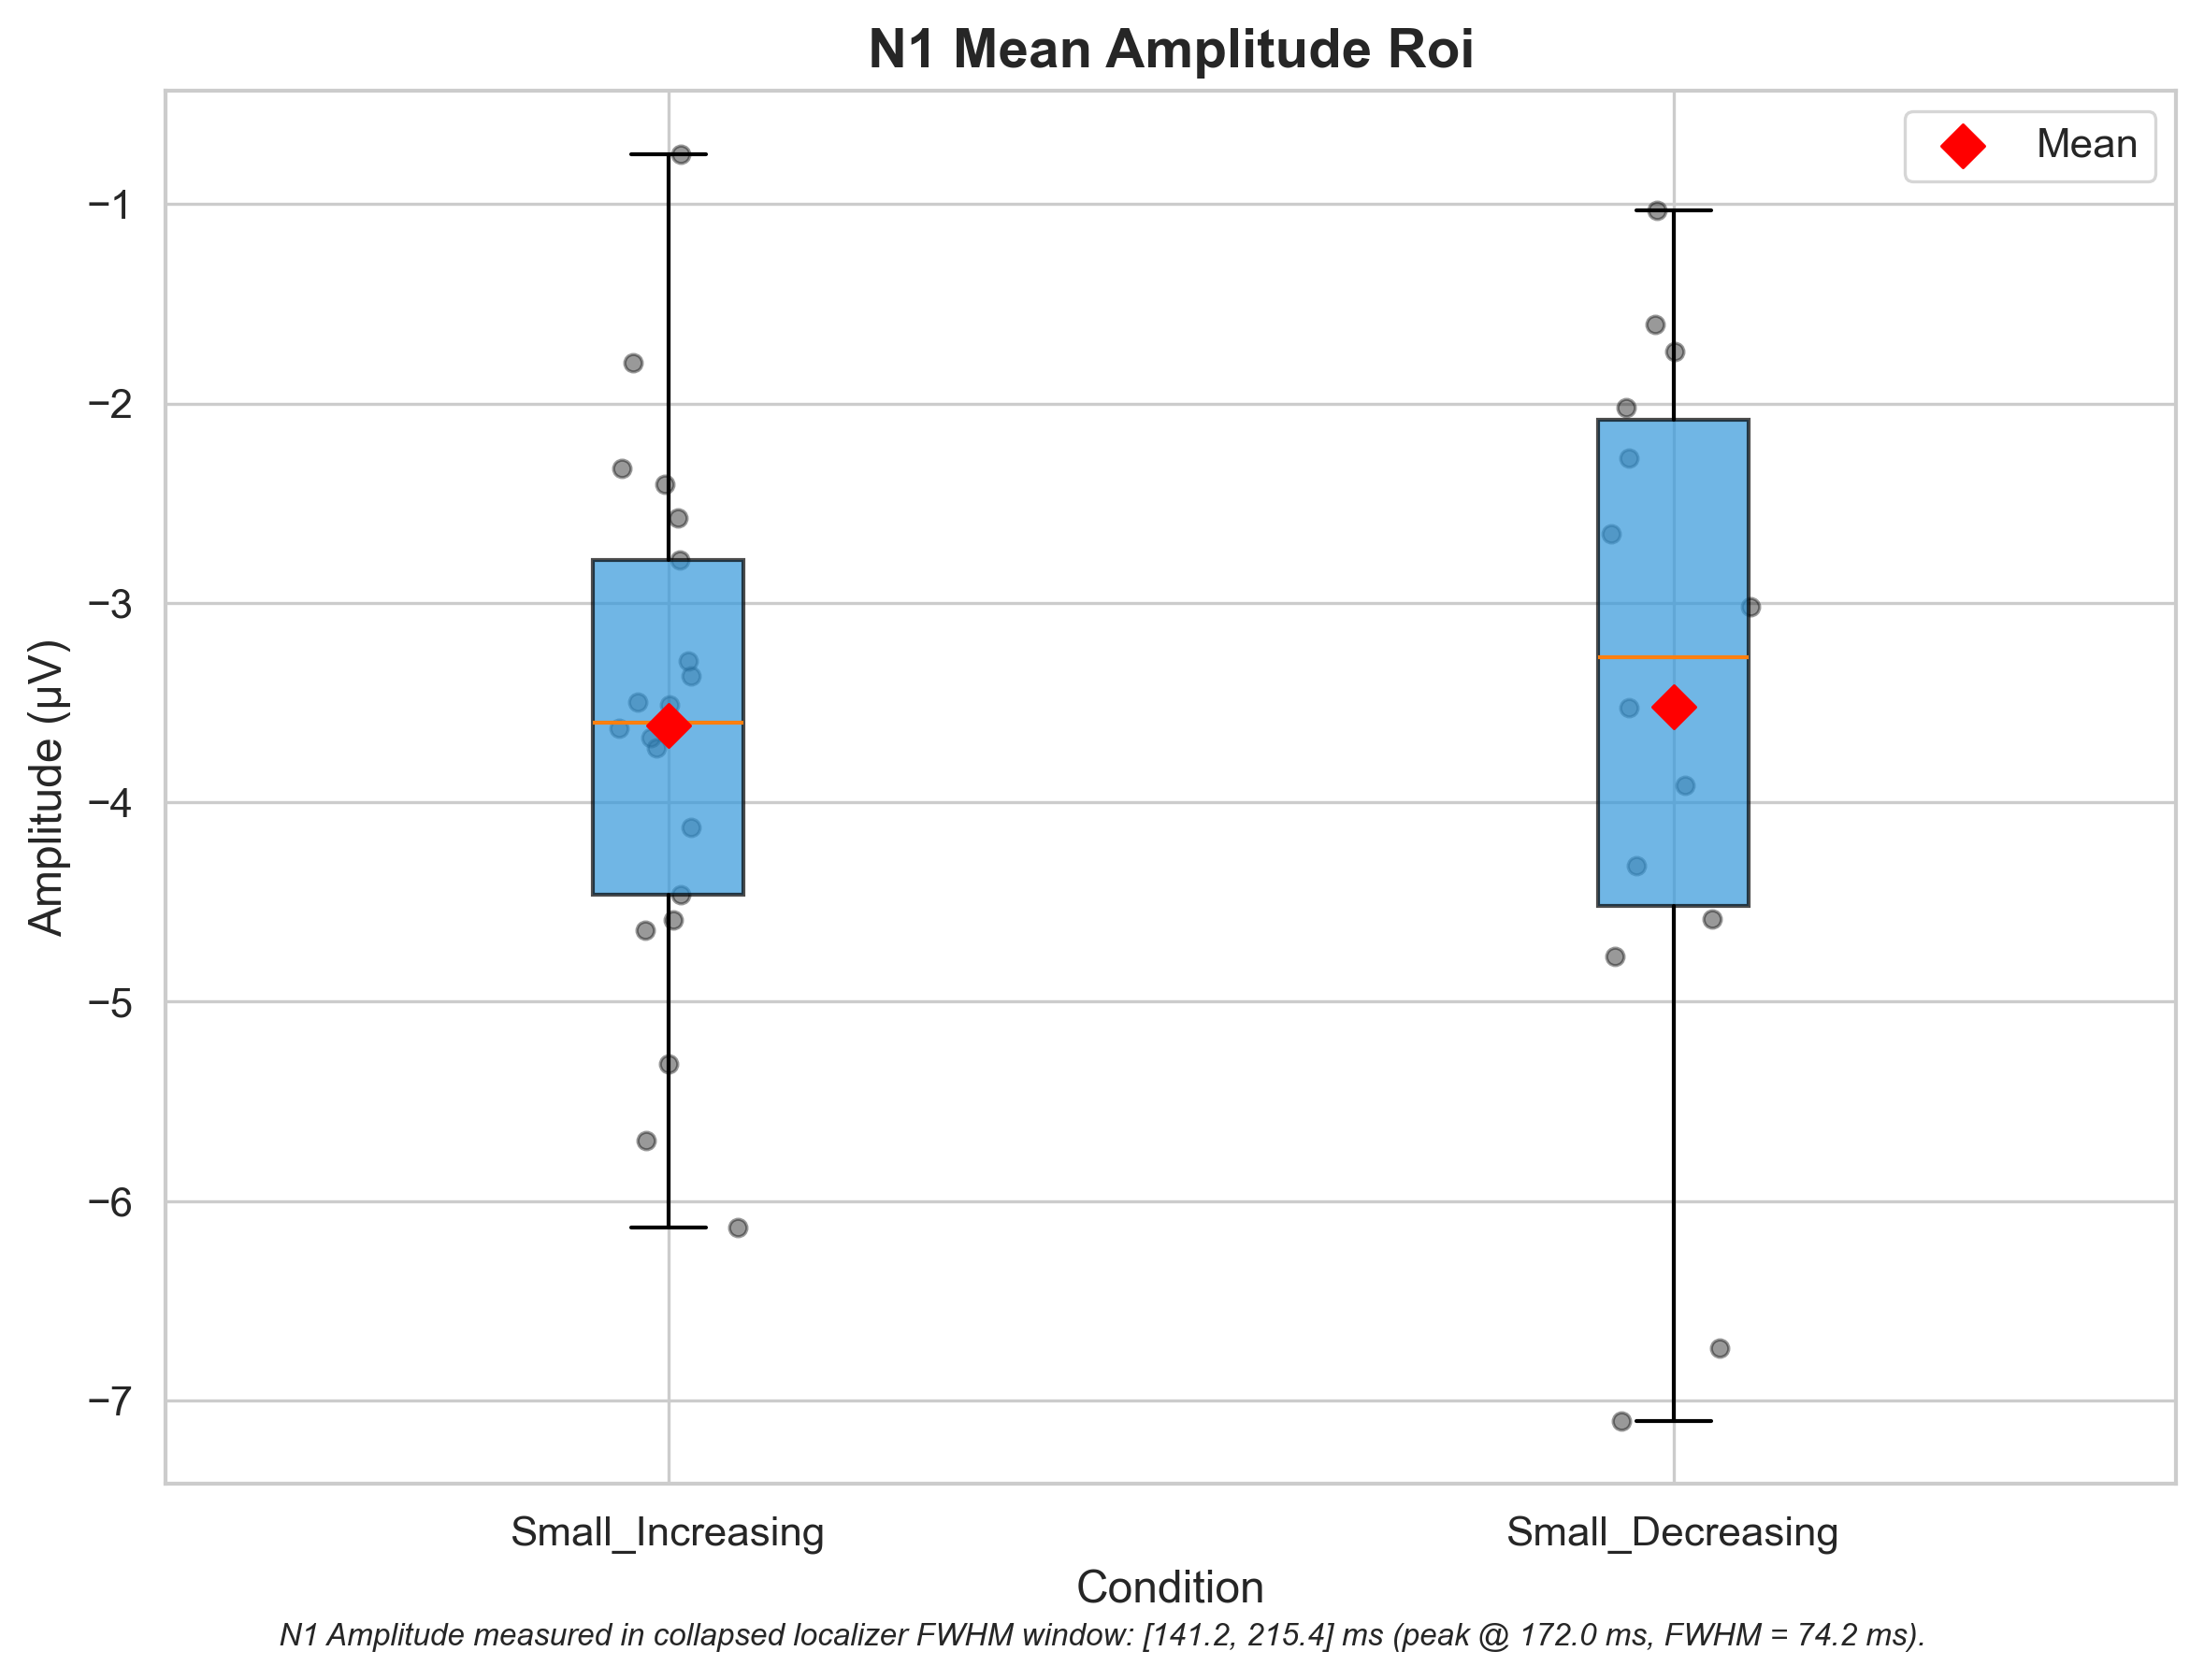 N1 Mean Amplitude Roi
Mean
−1
−2
−3
−4
−5
−6
−7
Amplitude (µV)
Small_Increasing
Small_Decreasing
Condition
N1 Amplitude measured in collapsed localizer FWHM window: [141.2, 215.4] ms (peak @ 172.0 ms, FWHM = 74.2 ms).